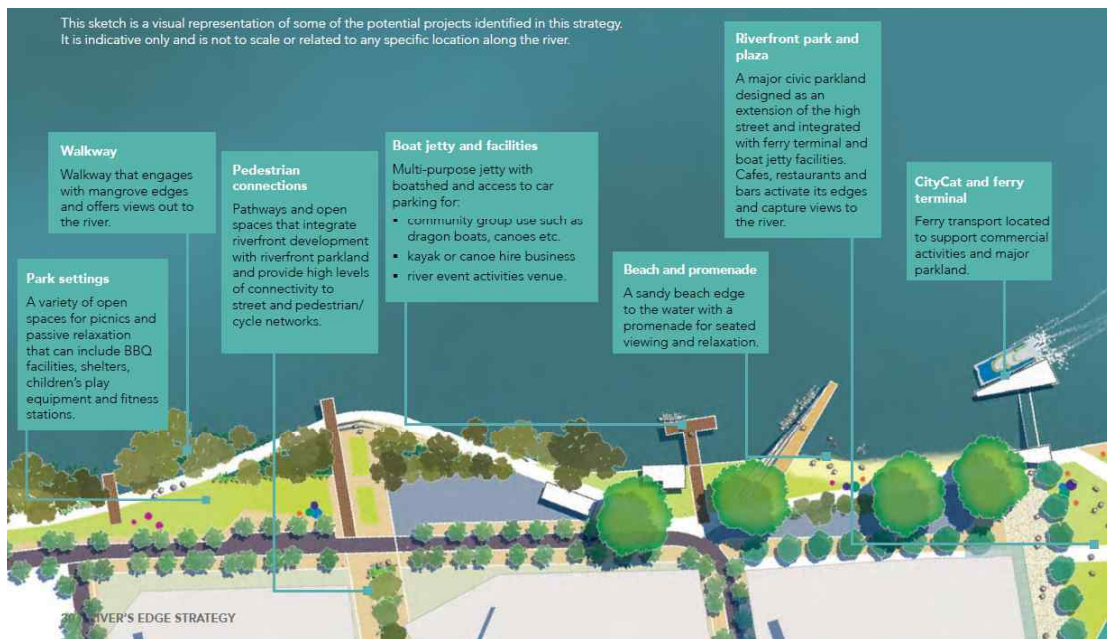 This sketch is a visual representation of some of the potential projects identified in this strategy.
It is indicative only and is not to scale or related to any specific location along the river.
Walkway
Walkway that engages
with mangrove edges
and offers views out to
the river.
Park settings
A variety of open
spaces for picnics and
passive relaxation
that can include BBQ
facilities, shelters,
children's play
equipment and fitness
stations.
Pedestrian
connections
Pathways and open
spaces that integrate
riverfront development
with riverfront parkland
and provide high levels
of connectivity to
street and pedestrian/
cycle networks.
Boat jetty and facilities
Multi-purpose jetty with
boatshed and access to car
parking for:
▪ community group use such as
dragon boats, canoes etc.
▪ kayak or canoe hire business
▪ river event activities venue.
Beach and promenade
A sandy beach edge
to the water with a
promenade for seated
viewing and relaxation.
Riverfront park and
plaza
A major civic parkland
designed as an
extension of the high
street and integrated
with ferry terminal and
boat jetty facilities.
Cafes, restaurants and
bars activate its edges
and capture views to
the river.
CityCat and ferry
terminal
Ferry transport located
to support commercial
activities and major
parkland.
RIVER'S EDGE STRATEGY